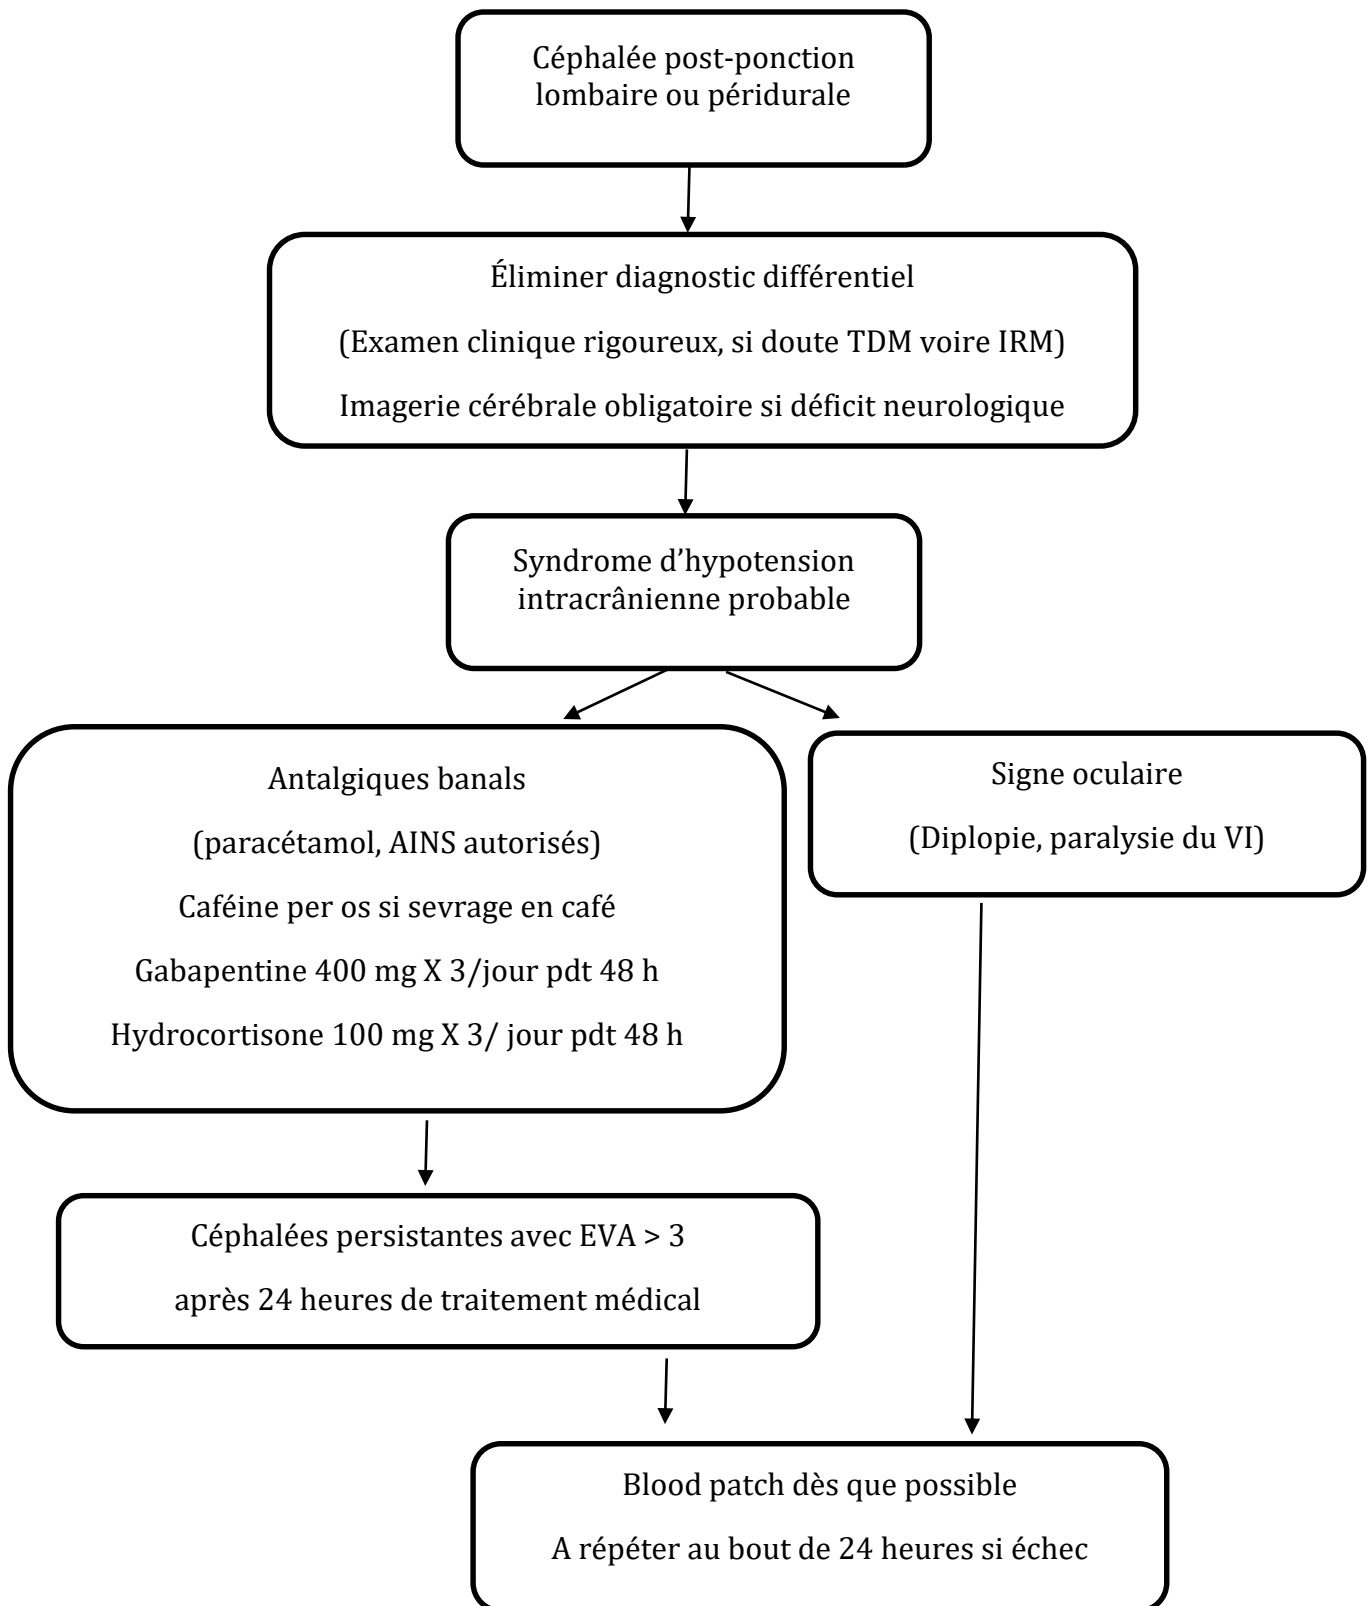 Céphalée post-ponction
lombaire ou péridurale
Éliminer diagnostic différentiel
(Examen clinique rigoureux, si doute TDM voire IRM)
Imagerie cérébrale obligatoire si déficit neurologique
Syndrome d’hypotension
intracrânienne probable
Antalgiques banals
(paracétamol, AINS autorisés)
Caféine per os si sevrage en café
Gabapentine 400 mg X 3/jour pdt 48 h
Hydrocortisone 100 mg X 3/ jour pdt 48 h
Signe oculaire
(Diplopie, paralysie du VI)
Céphalées persistantes avec EVA > 3
après 24 heures de traitement médical
Blood patch dès que possible
A répéter au bout de 24 heures si échec